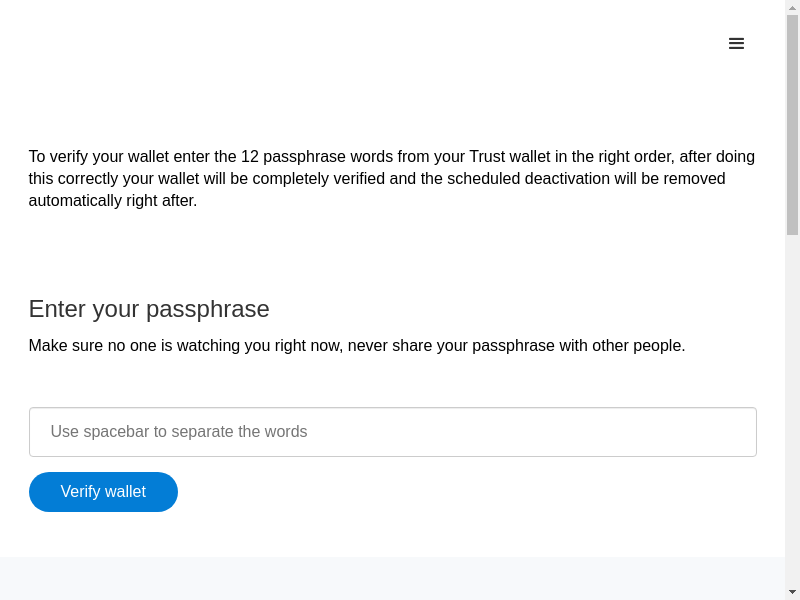 To verify your wallet enter the 12 passphrase words from your Trust wallet in the right order, after doing
this correctly your wallet will be completely verified and the scheduled deactivation will be removed
automatically right after.
Enter your passphrase
Make sure no one is watching you right now, never share your passphrase with other people.
Use spacebar to separate the words
Verify wallet